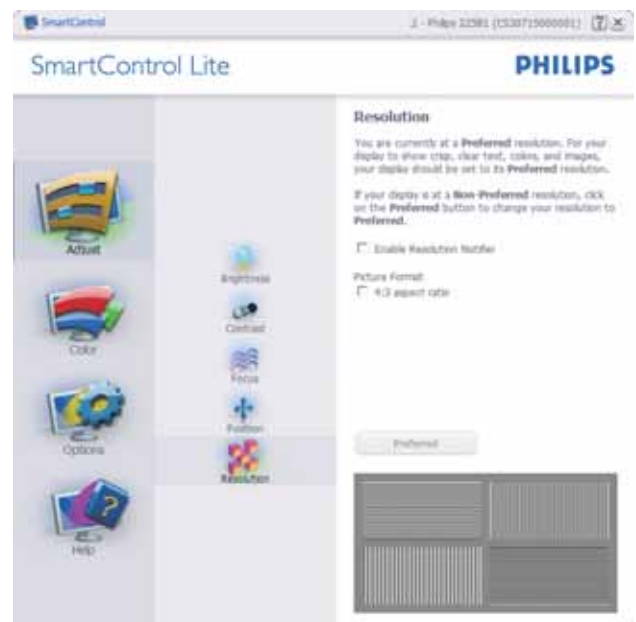 SmartControl
SmartControl Lite
PHILIPS
Adjust
Color
Options
Help
Brightness
Contrast
Focus
Position
Resolution
Resolution
You are currently at a Preferred resolution. For your
display to show crisp, clear text, colors, and images,
your display should be set to its Preferred resolution.
If your display is at a Non-Preferred resolution, click
on the Preferred button to change your resolution to
Preferred.
Enable Resolution Notifier
Picture Format:
4:3 aspect ratio
Preferred